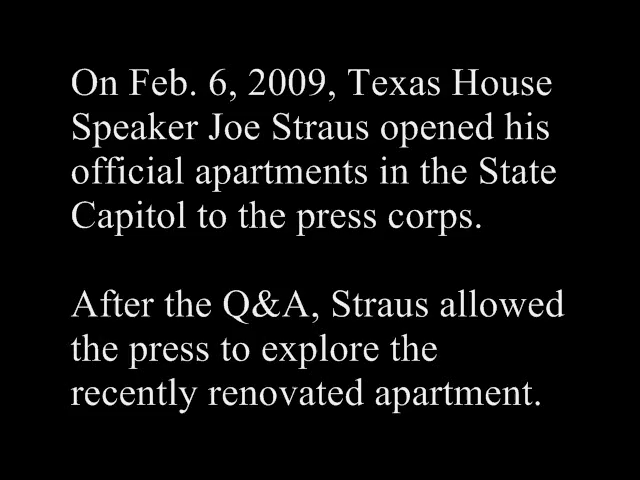 On Feb. 6, 2009, Texas House
Speaker Joe Straus opened his
official apartments in the State
Capitol to the press corps.
After the Q&A, Straus allowed
the press to explore the
recently renovated apartment.